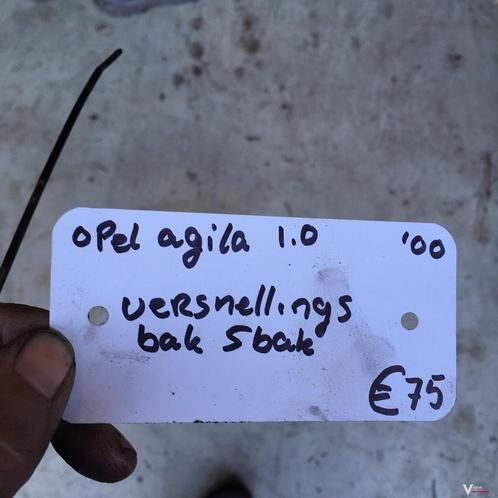 opel agila 1.0 '00
versnellings
bak 5bak
€75